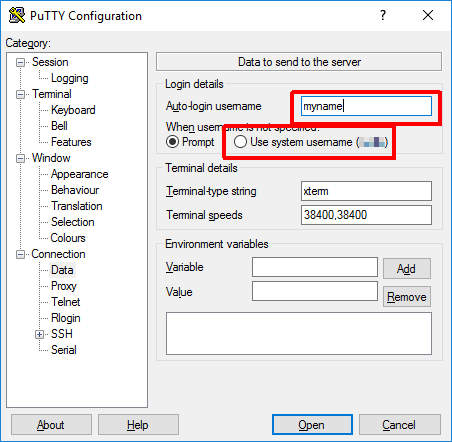 PuTTY Configuration
?
Category:
Session
Logging
Terminal
Keyboard
Bell
Features
Window
Appearance
Behaviour
Translation
Selection
Colours
Connection
Data
Proxy
Telnet
Rlogin
SSH
Serial
Data to send to the server
Login details
Auto-login username myname
When username is not specified:
Prompt Use system username ( )
Terminal details
Terminal-type string xterm
Terminal speeds 38400,38400
Environment variables
Variable Add
Value Remove
About Help Open Cancel